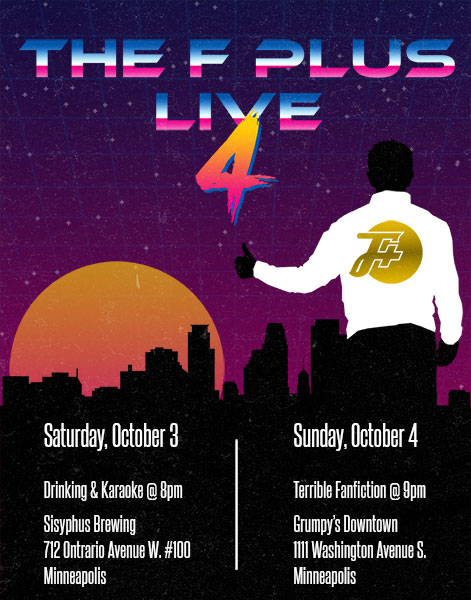 THE F PLUS
LIVE
4
F+
Saturday, October 3
Drinking & Karaoke @ 8pm
Sisyphus Brewing
712 Ontrario Avenue W. #100
Minneapolis
Sunday, October 4
Terrible Fanfiction @ 9pm
Grumpy's Downtown
1111 Washington Avenue S.
Minneapolis